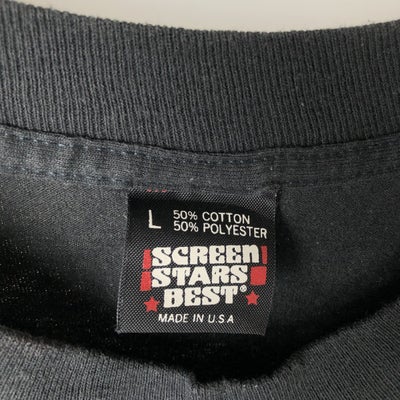 L 50% COTTON
50% POLYESTER
SCREEN
STARS
BEST®
MADE IN U.S.A